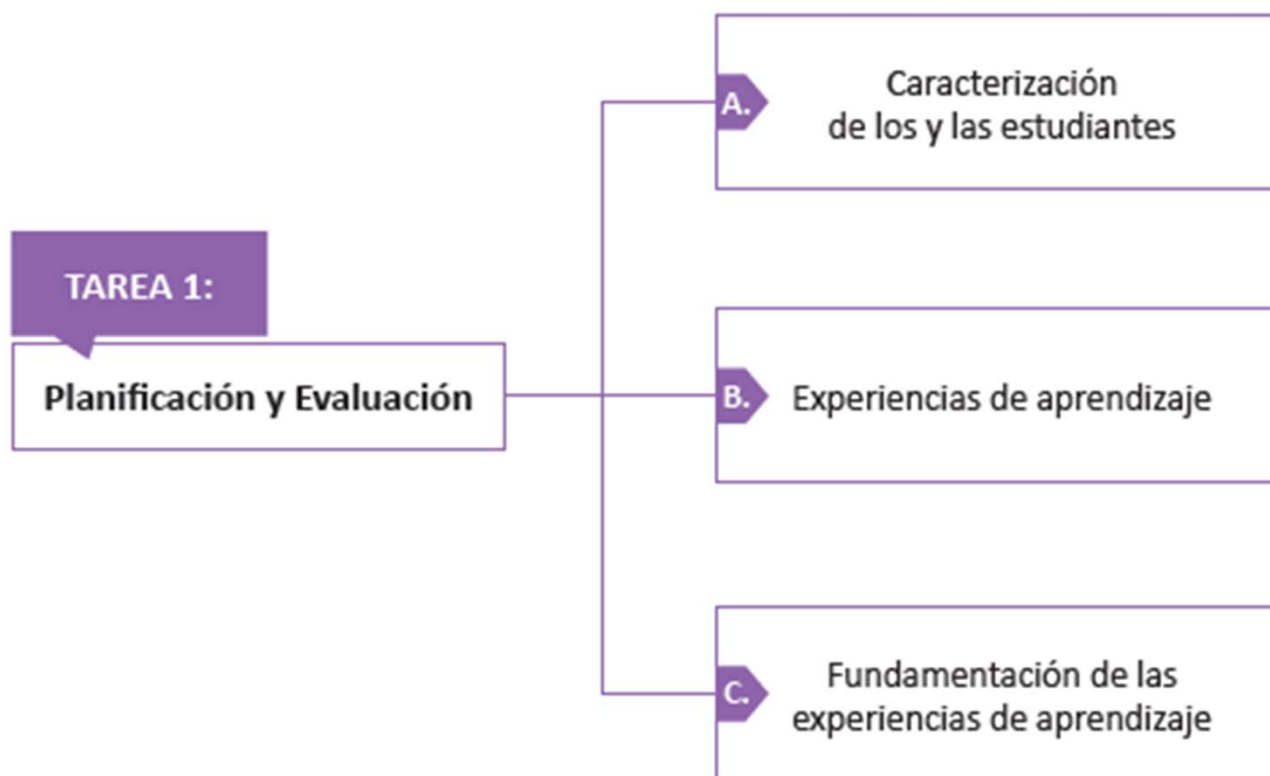 TAREA 1:
Planificación y Evaluación
A.
Caracterización
de los y las estudiantes
B.
Experiencias de aprendizaje
C.
Fundamentación de las
experiencias de aprendizaje